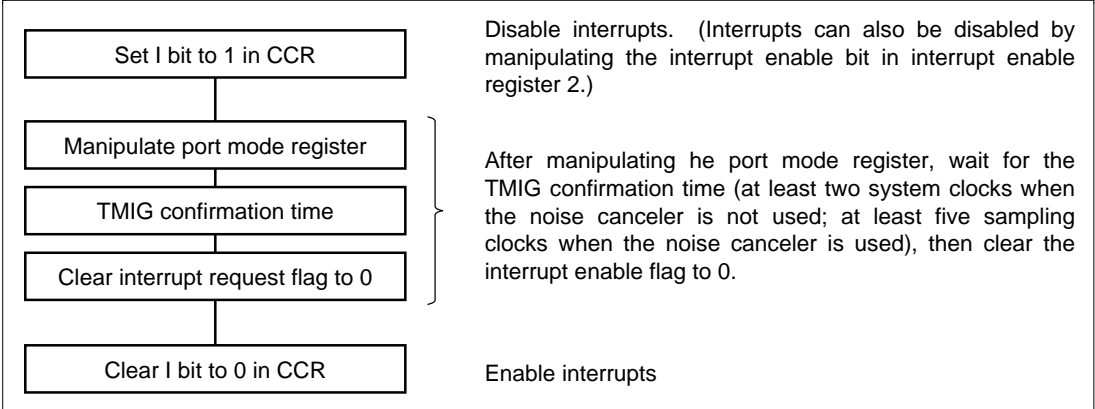 Set I bit to 1 in CCR
Disable interrupts. (Interrupts can also be disabled by
manipulating the interrupt enable bit in interrupt enable
register 2.)
Manipulate port mode register
TMIG confirmation time
Clear interrupt request flag to 0
After manipulating he port mode register, wait for the
TMIG confirmation time (at least two system clocks when
the noise canceler is not used; at least five sampling
clocks when the noise canceler is used), then clear the
interrupt enable flag to 0.
Clear I bit to 0 in CCR
Enable interrupts